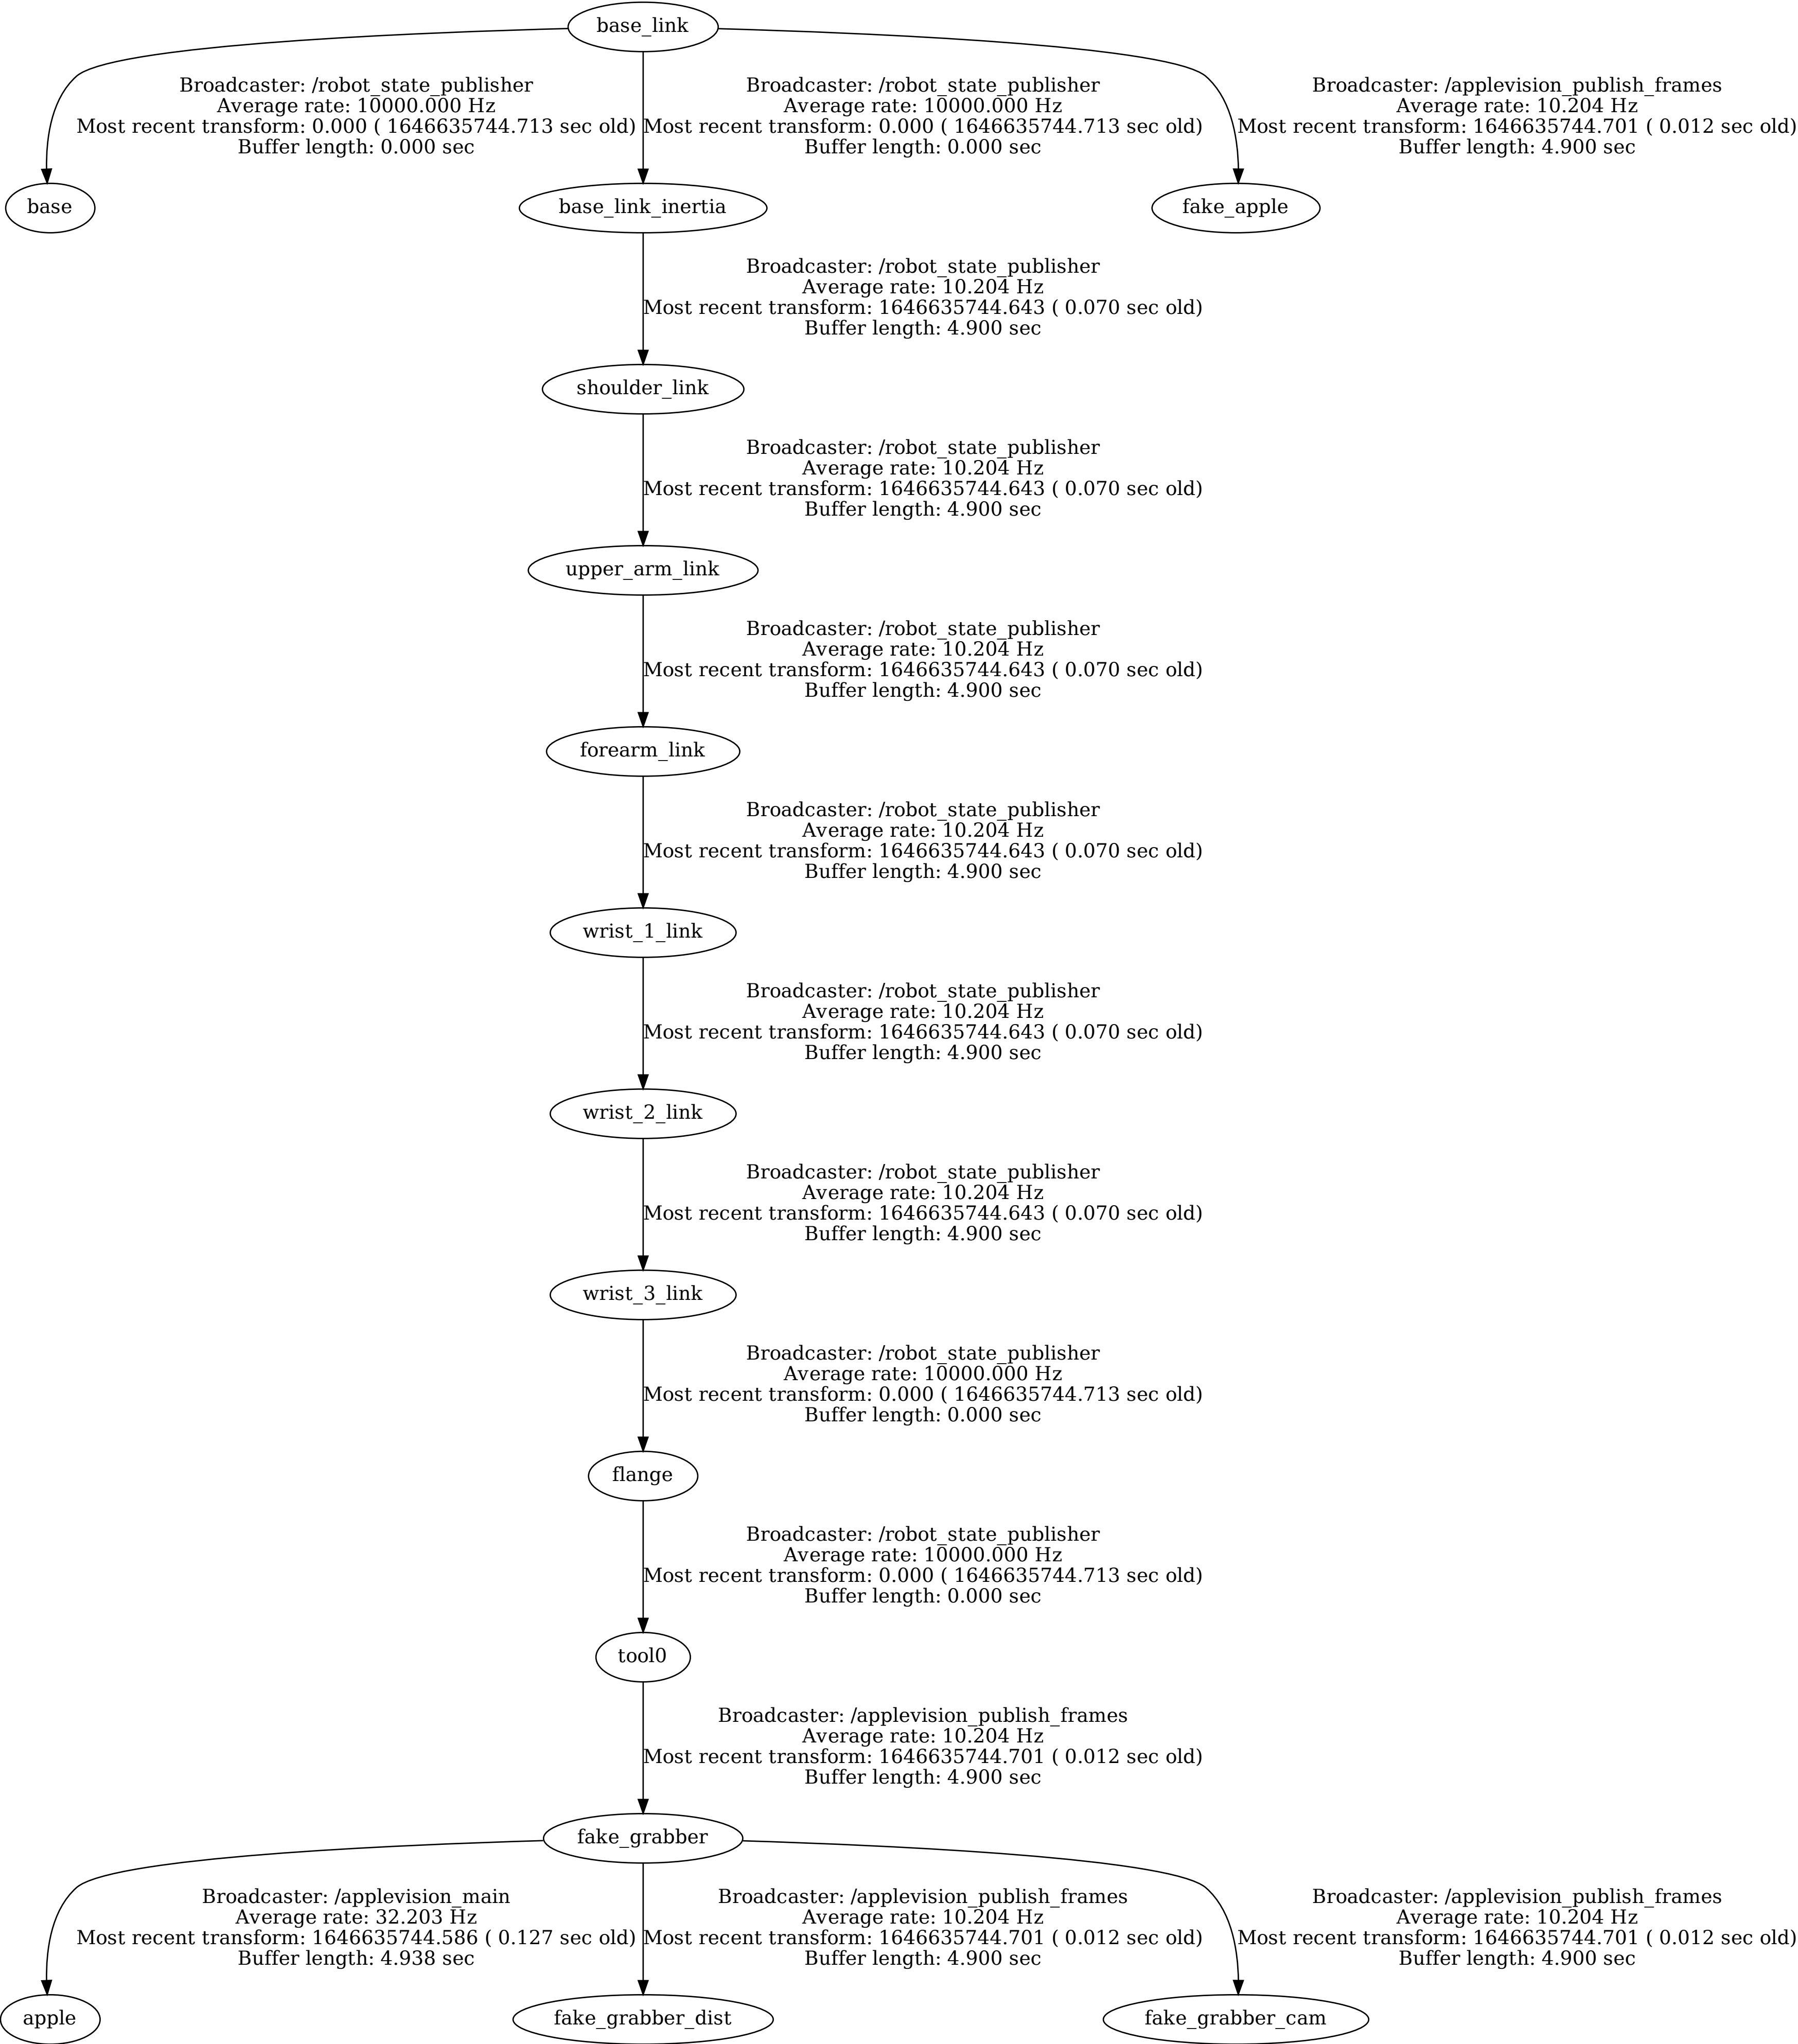 base_link
Broadcaster: /robot_state_publisher
Average rate: 10000.000 Hz
Most recent transform: 0.000 ( 1646635744.713 sec old)
Buffer length: 0.000 sec
Broadcaster: /robot_state_publisher
Average rate: 10000.000 Hz
Most recent transform: 0.000 ( 1646635744.713 sec old)
Buffer length: 0.000 sec
Broadcaster: /applevision_publish_frames
Average rate: 10.204 Hz
Most recent transform: 1646635744.701 ( 0.012 sec old)
Buffer length: 4.900 sec
base
base_link_inertia
fake_apple
Broadcaster: /robot_state_publisher
Average rate: 10.204 Hz
Most recent transform: 1646635744.643 ( 0.070 sec old)
Buffer length: 4.900 sec
shoulder_link
Broadcaster: /robot_state_publisher
Average rate: 10.204 Hz
Most recent transform: 1646635744.643 ( 0.070 sec old)
Buffer length: 4.900 sec
upper_arm_link
Broadcaster: /robot_state_publisher
Average rate: 10.204 Hz
Most recent transform: 1646635744.643 ( 0.070 sec old)
Buffer length: 4.900 sec
forearm_link
Broadcaster: /robot_state_publisher
Average rate: 10.204 Hz
Most recent transform: 1646635744.643 ( 0.070 sec old)
Buffer length: 4.900 sec
wrist_1_link
Broadcaster: /robot_state_publisher
Average rate: 10.204 Hz
Most recent transform: 1646635744.643 ( 0.070 sec old)
Buffer length: 4.900 sec
wrist_2_link
Broadcaster: /robot_state_publisher
Average rate: 10.204 Hz
Most recent transform: 1646635744.643 ( 0.070 sec old)
Buffer length: 4.900 sec
wrist_3_link
Broadcaster: /robot_state_publisher
Average rate: 10000.000 Hz
Most recent transform: 0.000 ( 1646635744.713 sec old)
Buffer length: 0.000 sec
flange
Broadcaster: /robot_state_publisher
Average rate: 10000.000 Hz
Most recent transform: 0.000 ( 1646635744.713 sec old)
Buffer length: 0.000 sec
tool0
Broadcaster: /applevision_publish_frames
Average rate: 10.204 Hz
Most recent transform: 1646635744.701 ( 0.012 sec old)
Buffer length: 4.900 sec
fake_grabber
Broadcaster: /applevision_main
Average rate: 32.203 Hz
Most recent transform: 1646635744.586 ( 0.127 sec old)
Buffer length: 4.938 sec
Broadcaster: /applevision_publish_frames
Average rate: 10.204 Hz
Most recent transform: 1646635744.701 ( 0.012 sec old)
Buffer length: 4.900 sec
Broadcaster: /applevision_publish_frames
Average rate: 10.204 Hz
Most recent transform: 1646635744.701 ( 0.012 sec old)
Buffer length: 4.900 sec
apple
fake_grabber_dist
fake_grabber_cam